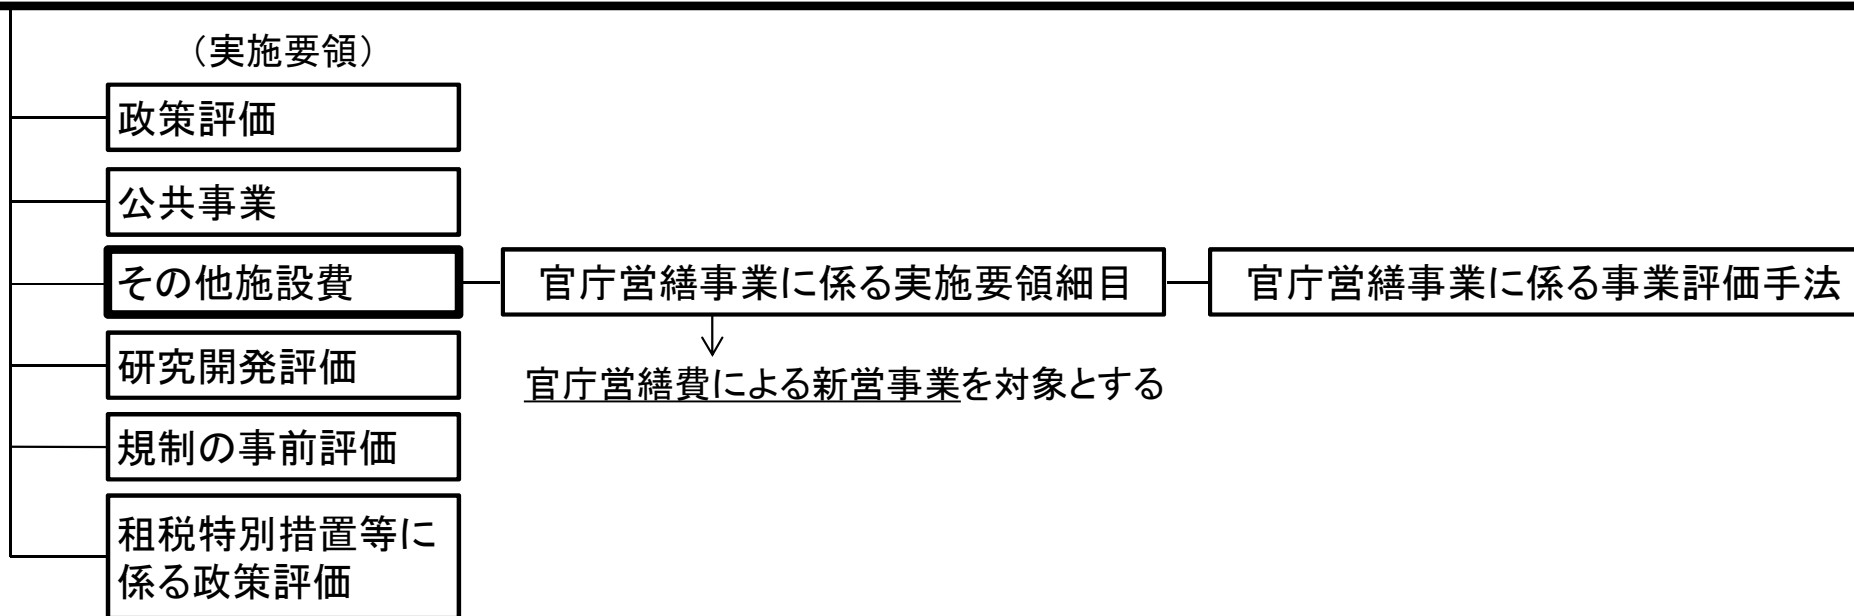 （実施要領）
政策評価
公共事業
その他施設費
官庁営繕事業に係る実施要領細目
官庁営繕事業に係る事業評価手法
官庁営繕費による新営事業を対象とする
研究開発評価
規制の事前評価
租税特別措置等に
係る政策評価